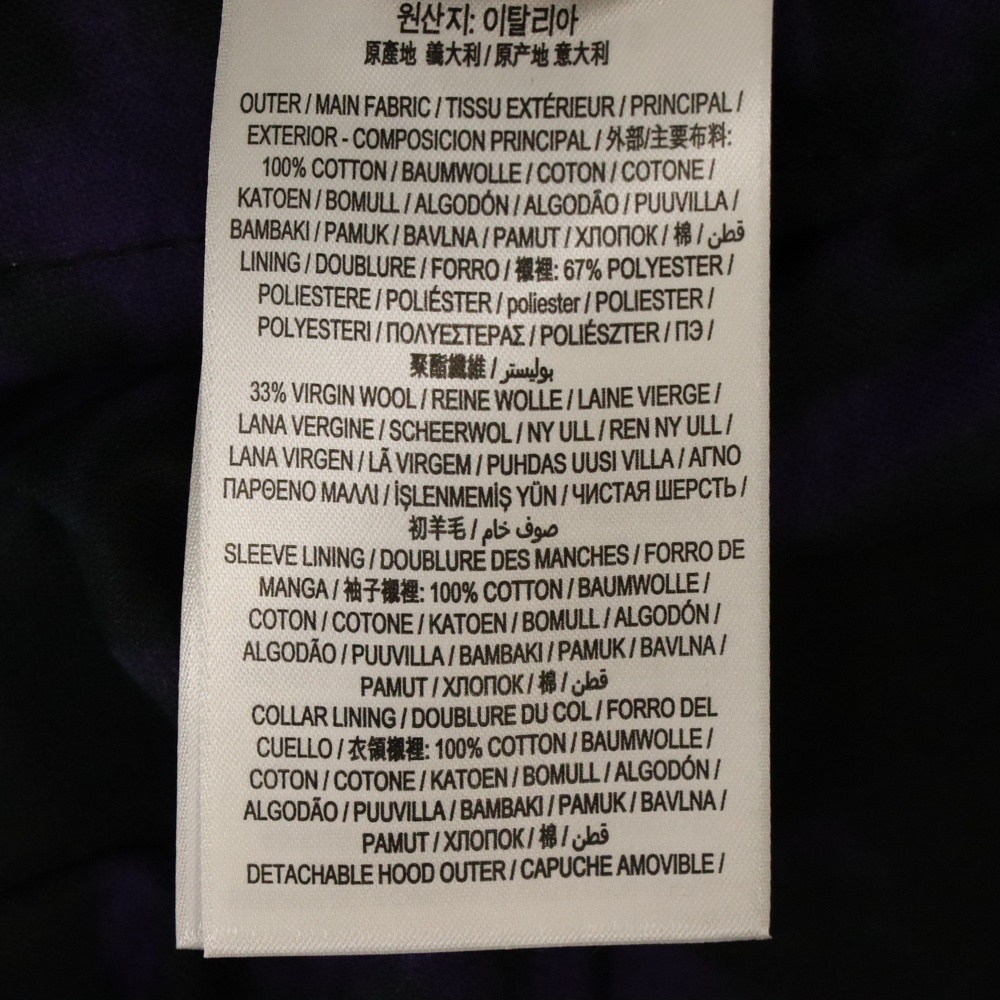 원산지: 이탈리아
原產地 義大利 / 原产地 意大利
OUTER / MAIN FABRIC / TISSU EXTÉRIEUR / PRINCIPAL /
EXTERIOR - COMPOSICION PRINCIPAL / 外部/主要布料:
100% COTTON / BAUMWOLLE / COTON / COTONE /
KATOEN / BOMULL / ALGODÓN / ALGODÃO / PUUVILLA /
BAMBAKI / PAMUK / BAVLNA / PAMUT / ХЛОПОК / 棉 / قطن
LINING / DOUBLURE / FORRO / 襯裡: 67% POLYESTER /
POLIESTERE / POLIÉSTER / poliester / POLIESTER /
POLYESTERI / ΠΟΛΥΕΣΤΕΡΑΣ / POLIÉSZTER / ПЭ /
聚酯纖維 / بوليستر
33% VIRGIN WOOL / REINE WOLLE / LAINE VIERGE /
LANA VERGINE / SCHEERWOL / NY ULL / REN NY ULL /
LANA VIRGEN / LÃ VIRGEM / PUHDAS UUSI VILLA / ΑΓΝΟ
ΠΑΡΘΕΝΟ ΜΑΛΛΙ / İŞLENMEMİŞ YÜN / ЧИСТАЯ ШЕРСТЬ /
初羊毛 / صوف خام
SLEEVE LINING / DOUBLURE DES MANCHES / FORRO DE
MANGA / 袖子襯裡: 100% COTTON / BAUMWOLLE /
COTON / COTONE / KATOEN / BOMULL / ALGODÓN /
ALGODÃO / PUUVILLA / BAMBAKI / PAMUK / BAVLNA /
PAMUT / ХЛОПОК / 棉 / قطن
COLLAR LINING / DOUBLURE DU COL / FORRO DEL
CUELLO / 衣領襯裡: 100% COTTON / BAUMWOLLE /
COTON / COTONE / KATOEN / BOMULL / ALGODÓN /
ALGODÃO / PUUVILLA / BAMBAKI / PAMUK / BAVLNA /
PAMUT / ХЛОПОК / 棉 / قطن
DETACHABLE HOOD OUTER / CAPUCHE AMOVIBLE /